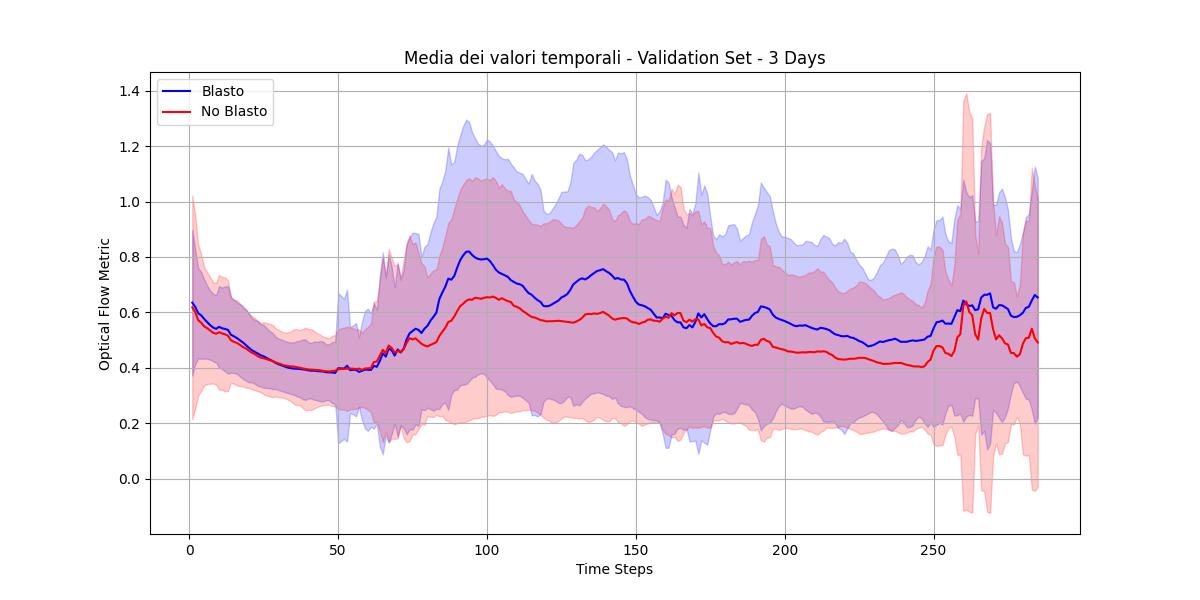 Media dei valori temporali - Validation Set - 3 Days
Blasto
No Blasto
Optical Flow Metric
1.4
1.2
1.0
0.8
0.6
0.4
0.2
0.0
0 50 100 150 200 250
Time Steps